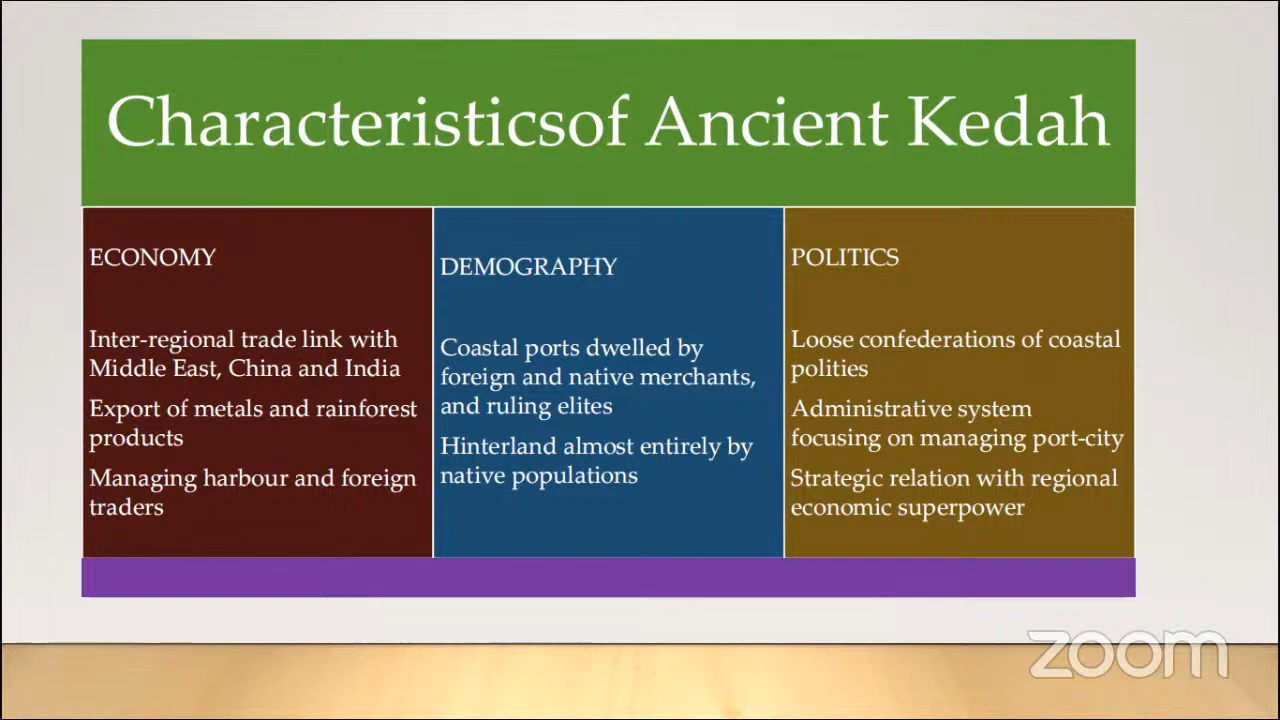 Characteristicsof Ancient Kedah
ECONOMY
Inter-regional trade link with
Middle East, China and India
Export of metals and rainforest
products
Managing harbour and foreign
traders
DEMOGRAPHY
Coastal ports dwelled by
foreign and native merchants,
and ruling elites
Hinterland almost entirely by
native populations
POLITICS
Loose confederations of coastal
polities
Administrative system
focusing on managing port-city
Strategic relation with regional
economic superpower
zoom